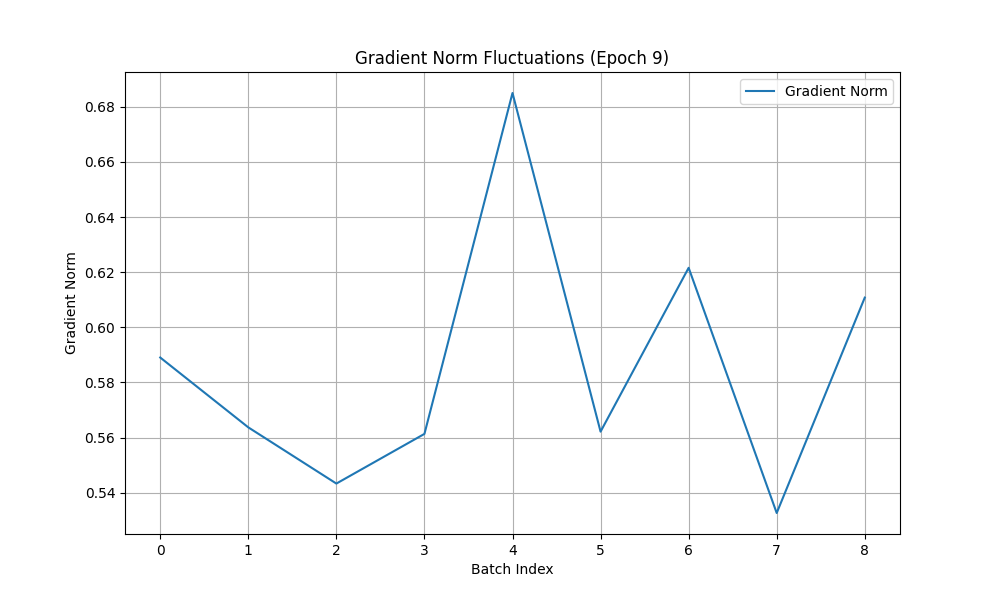 Gradient Norm Fluctuations (Epoch 9)
Gradient Norm
0.68
0.66
0.64
0.62
0.60
0.58
0.56
0.54
Gradient Norm
0 1 2 3 4 5 6 7 8
Batch Index